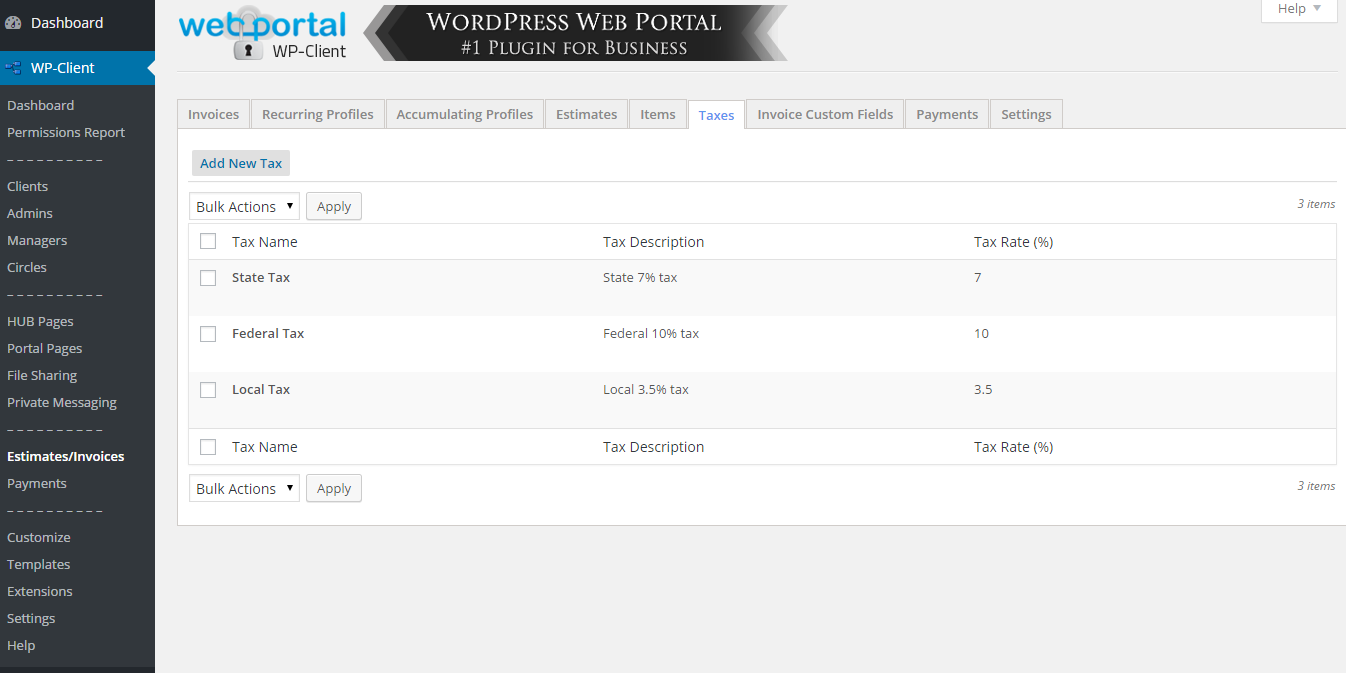 Dashboard
WP-Client
Dashboard
Permissions Report
_ _ _ _ _ _ _ _ _ _
Clients
Admins
Managers
Circles
_ _ _ _ _ _ _ _ _ _
HUB Pages
Portal Pages
File Sharing
Private Messaging
_ _ _ _ _ _ _ _ _ _
Estimates/Invoices
Payments
_ _ _ _ _ _ _ _ _ _
Customize
Templates
Extensions
Settings
Help
web portal
WP-Client
WORDPRESS WEB PORTAL
#1 PLUGIN FOR BUSINESS
Help
Invoices Recurring Profiles Accumulating Profiles Estimates Items Taxes Invoice Custom Fields Payments Settings
Add New Tax
Bulk Actions Apply 3 items
Tax Name Tax Description Tax Rate (%)
State Tax State 7% tax 7
Federal Tax Federal 10% tax 10
Local Tax Local 3.5% tax 3.5
Tax Name Tax Description Tax Rate (%)
Bulk Actions Apply 3 items